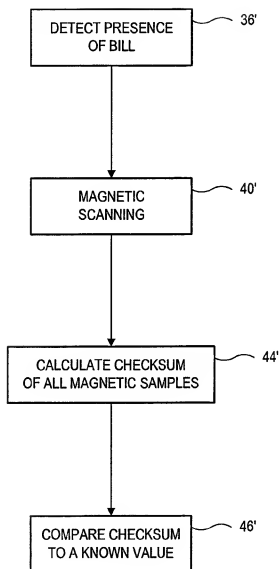 DETECT PRESENCE
OF BILL
36'
MAGNETIC
SCANNING
40'
CALCULATE CHECKSUM
OF ALL MAGNETIC SAMPLES
44'
COMPARE CHECKSUM
TO A KNOWN VALUE
46'